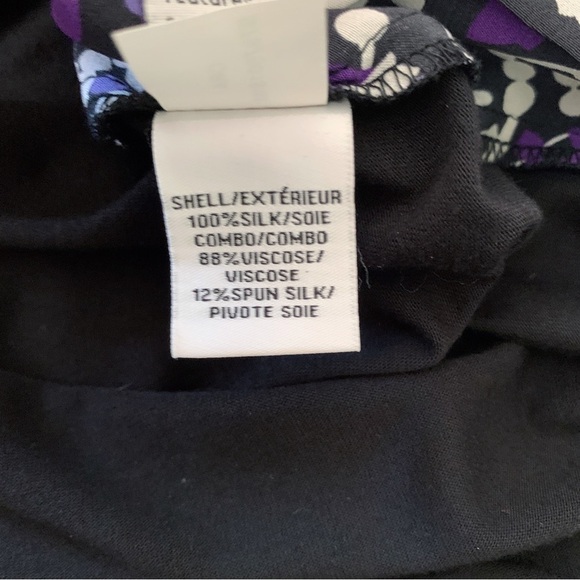 SHELL/EXTÉRIEUR
100%SILK/SOIE
COMBO/COMBO
88%VISCOSE/
VISCOSE
12%SPUN SILK/
PIVOTE SOIE